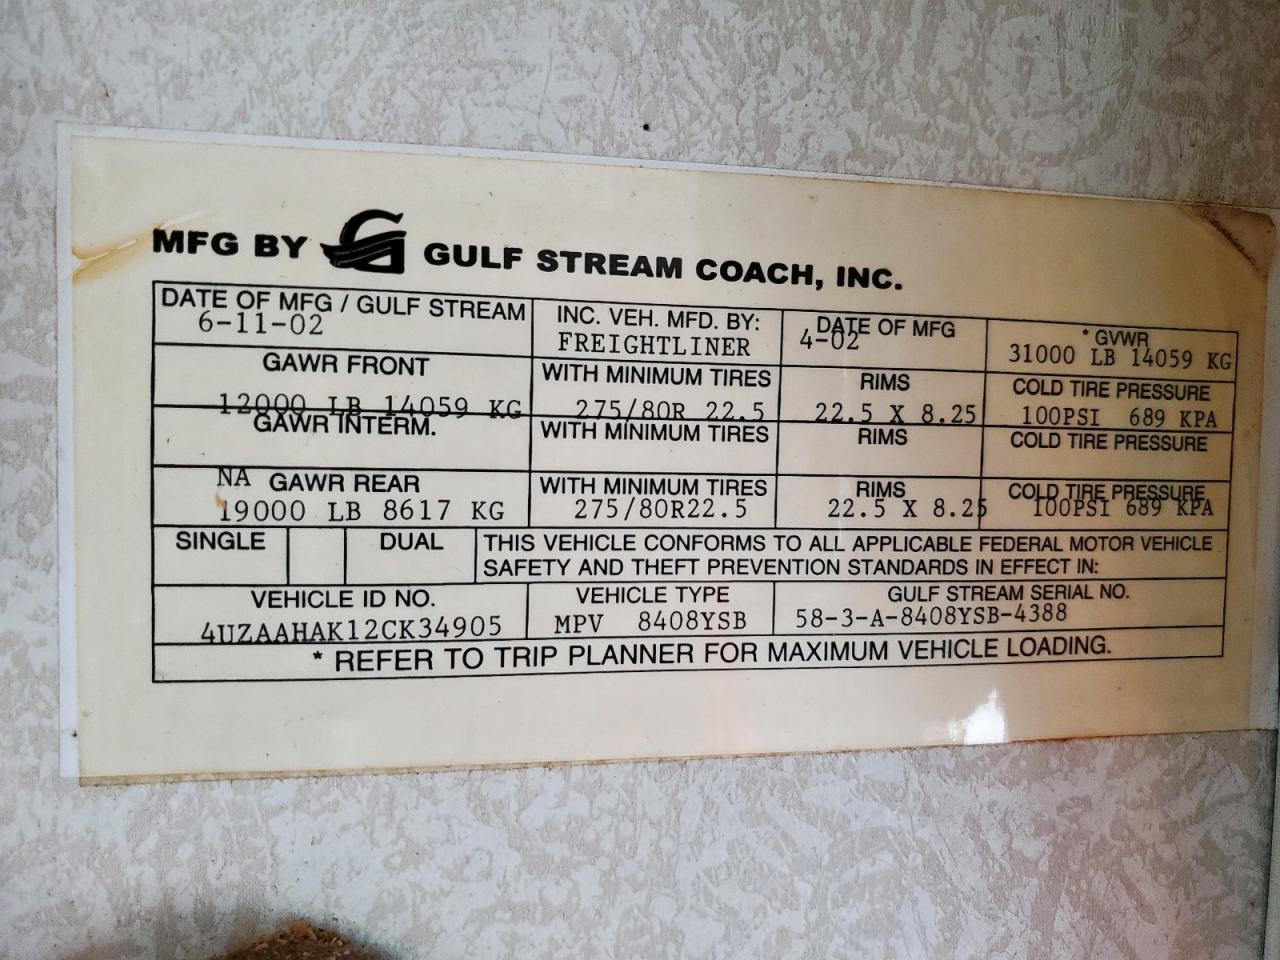 MFG BY GULF STREAM COACH, INC.
DATE OF MFG / GULF STREAM INC. VEH. MFD. BY: DATE OF MFG * GVWR
6-11-02 FREIGHTLINER 4-02 31000 LB 14059 KG
GAWR FRONT WITH MINIMUM TIRES RIMS COLD TIRE PRESSURE
12000 LB 14059 KG 275/80R 22.5 22.5 X 8.25 100PSI 689 KPA
GAWR INTERM. WITH MINIMUM TIRES RIMS COLD TIRE PRESSURE
NA
GAWR REAR WITH MINIMUM TIRES RIMS COLD TIRE PRESSURE
19000 LB 8617 KG 275/80R22.5 22.5 X 8.25 100PSI 689 KPA
SINGLE DUAL THIS VEHICLE CONFORMS TO ALL APPLICABLE FEDERAL MOTOR VEHICLE
SAFETY AND THEFT PREVENTION STANDARDS IN EFFECT IN:
VEHICLE ID NO. VEHICLE TYPE GULF STREAM SERIAL NO.
4UZAAHAK12CK34905 MPV 8408YSB 58-3-A-8408YSB-4388
* REFER TO TRIP PLANNER FOR MAXIMUM VEHICLE LOADING.